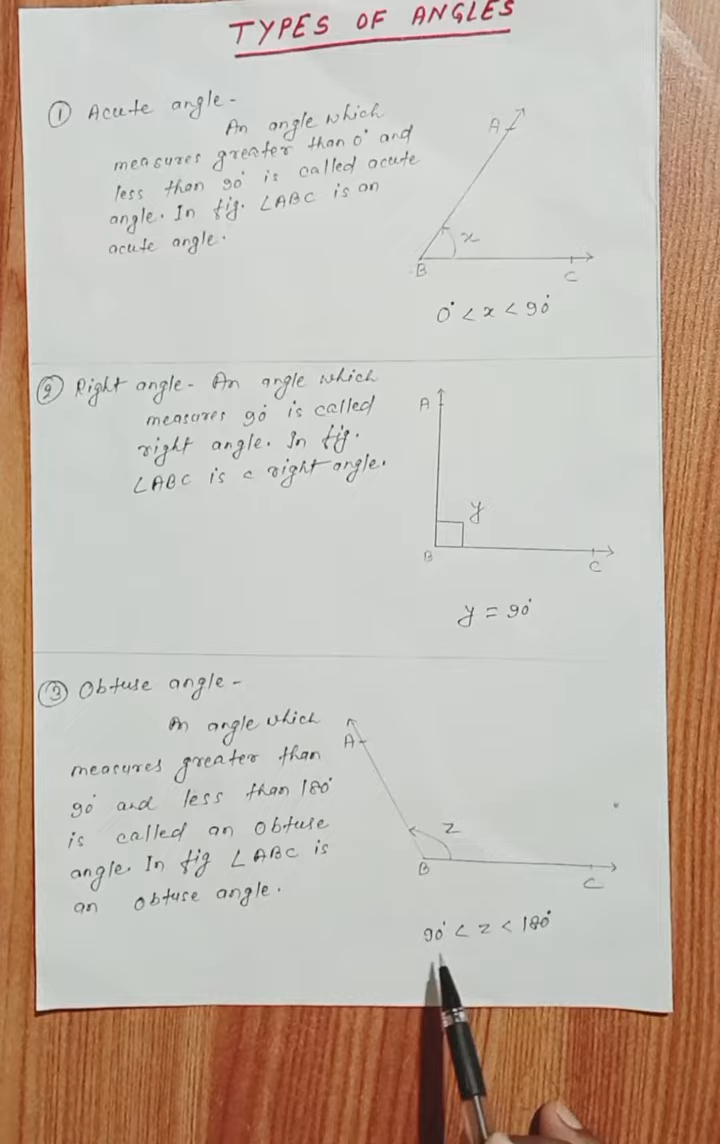 TYPES OF ANGLES
① Acute angle -
An angle which
measures greater than 0° and
less than 90° is called acute
angle. In fig. ∠ABC is an
acute angle.
A
x
B
C
0° < x < 90°
② Right angle - An angle which
measures 90° is called
right angle. In fig.
∠ABC is a right angle.
A
y
B
C
y = 90°
③ Obtuse angle -
An angle which
measures greater than
90° and less than 180°
is called an obtuse
angle. In fig ∠ABC is
an obtuse angle.
A
z
B
C
90° < z < 180°